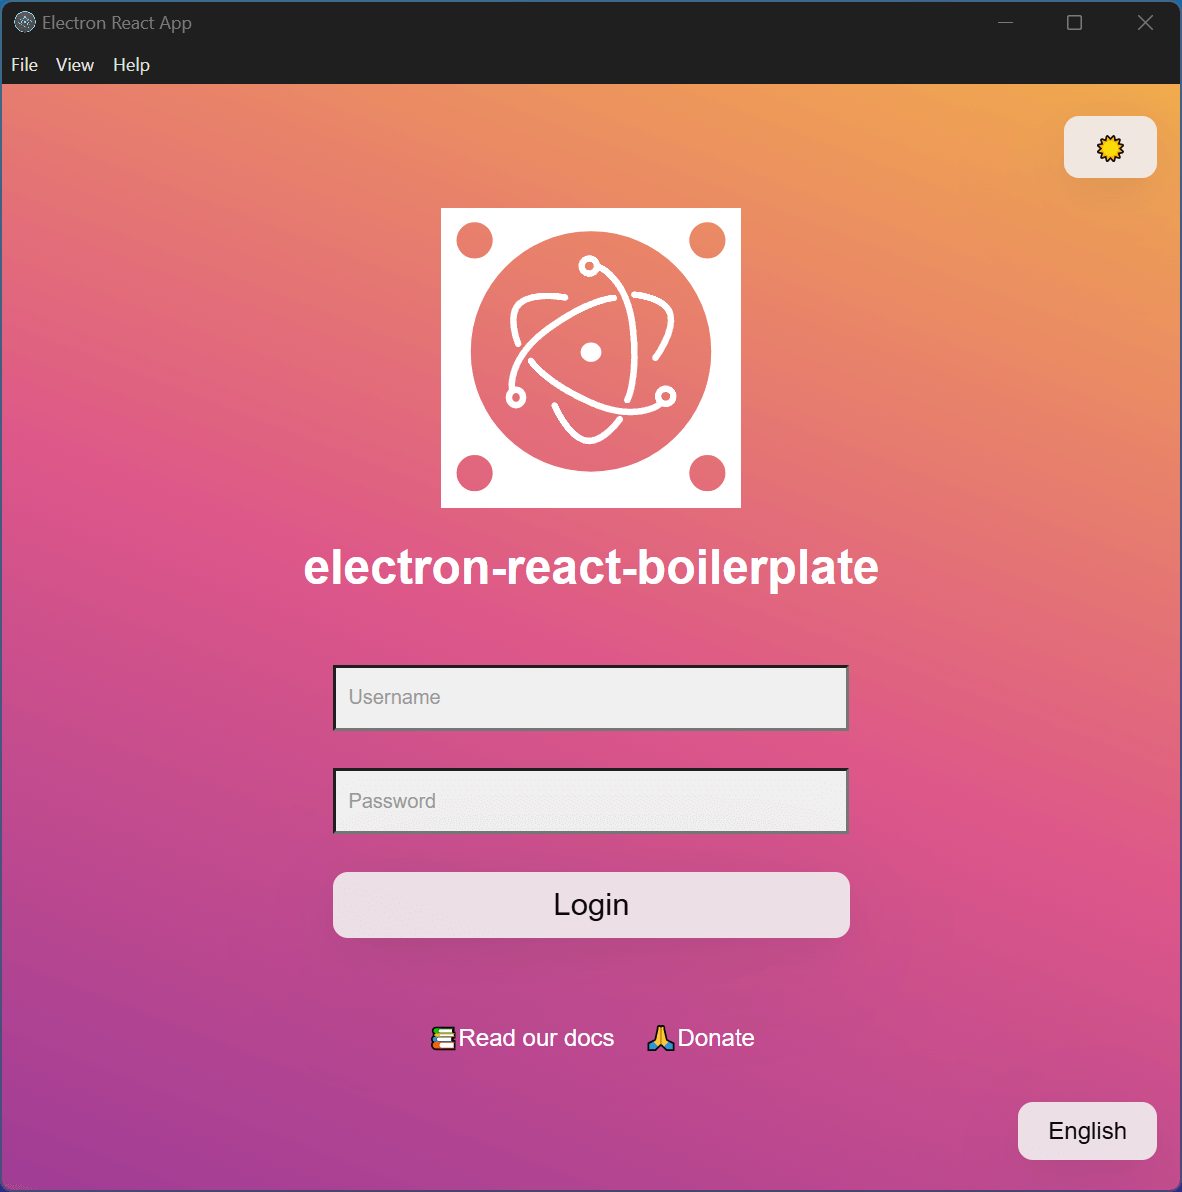 Electron React App
File View Help
electron-react-boilerplate
Username
Password
Login
Read our docs Donate
English